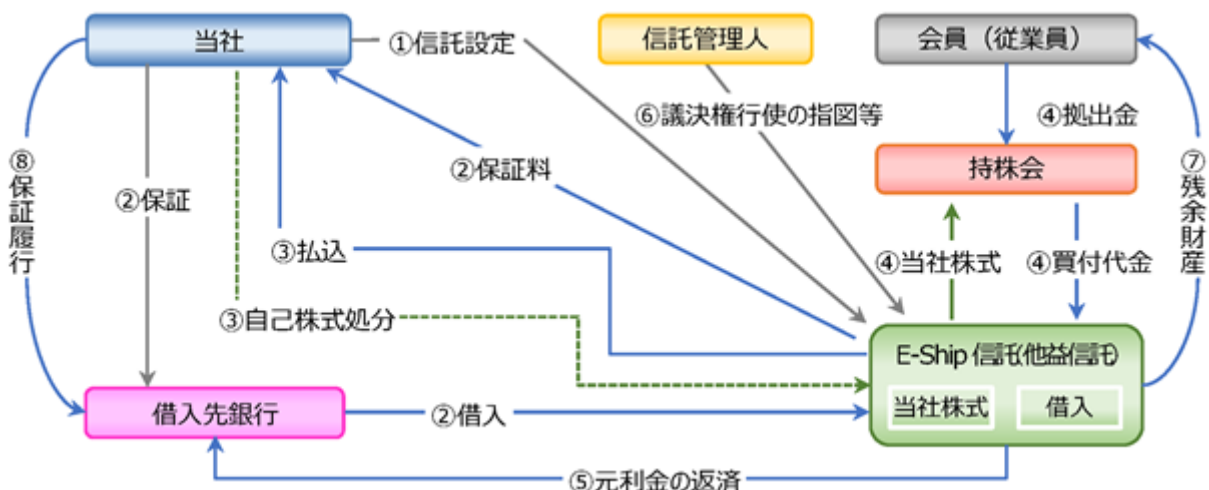 当社
①信託設定
信託管理人
会員（従業員）
⑥議決権行使の指図等
④拠出金
⑧保証履行
②保証
②保証料
持株会
⑦残余財産
③払込
④当社株式
④買付代金
③自己株式処分
E-Ship 信託(他益信託)
当社株式
借入
借入先銀行
②借入
⑤元利金の返済